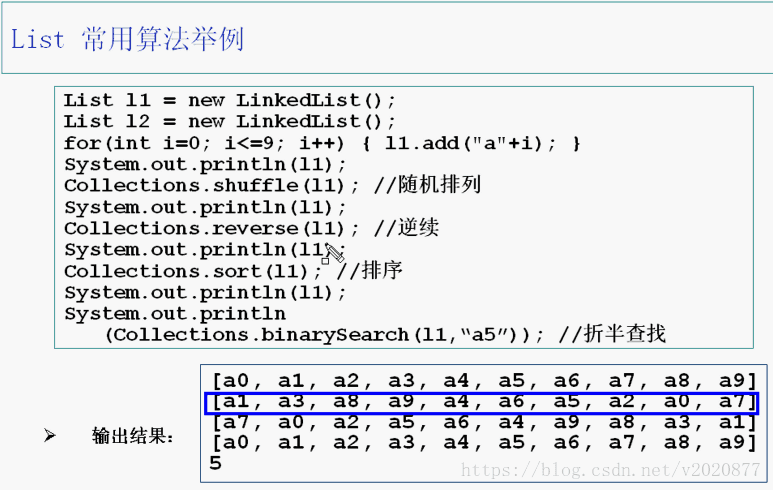 List 常用算法举例
List l1 = new LinkedList();
List l2 = new LinkedList();
for(int i=0; i<=9; i++) { l1.add("a"+i); }
System.out.println(l1);
Collections.shuffle(l1); //随机排列
System.out.println(l1);
Collections.reverse(l1); //逆续
System.out.println(l1);
Collections.sort(l1); //排序
System.out.println(l1);
System.out.println
(Collections.binarySearch(l1,“a5”)); //折半查找
➢ 输出结果：
[a0, a1, a2, a3, a4, a5, a6, a7, a8, a9]
[a1, a3, a8, a9, a4, a6, a5, a2, a0, a7]
[a7, a0, a2, a5, a6, a4, a9, a8, a3, a1]
[a0, a1, a2, a3, a4, a5, a6, a7, a8, a9]
5
https://blog.csdn.net/v2020877